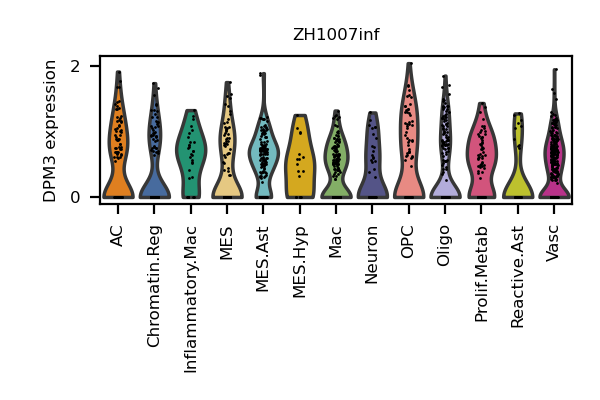 ZH1007inf
DPM3 expression
2
0
AC
Chromatin.Reg
Inflammatory.Mac
MES
MES.Ast
MES.Hyp
Mac
Neuron
OPC
Oligo
Prolif.Metab
Reactive.Ast
Vasc